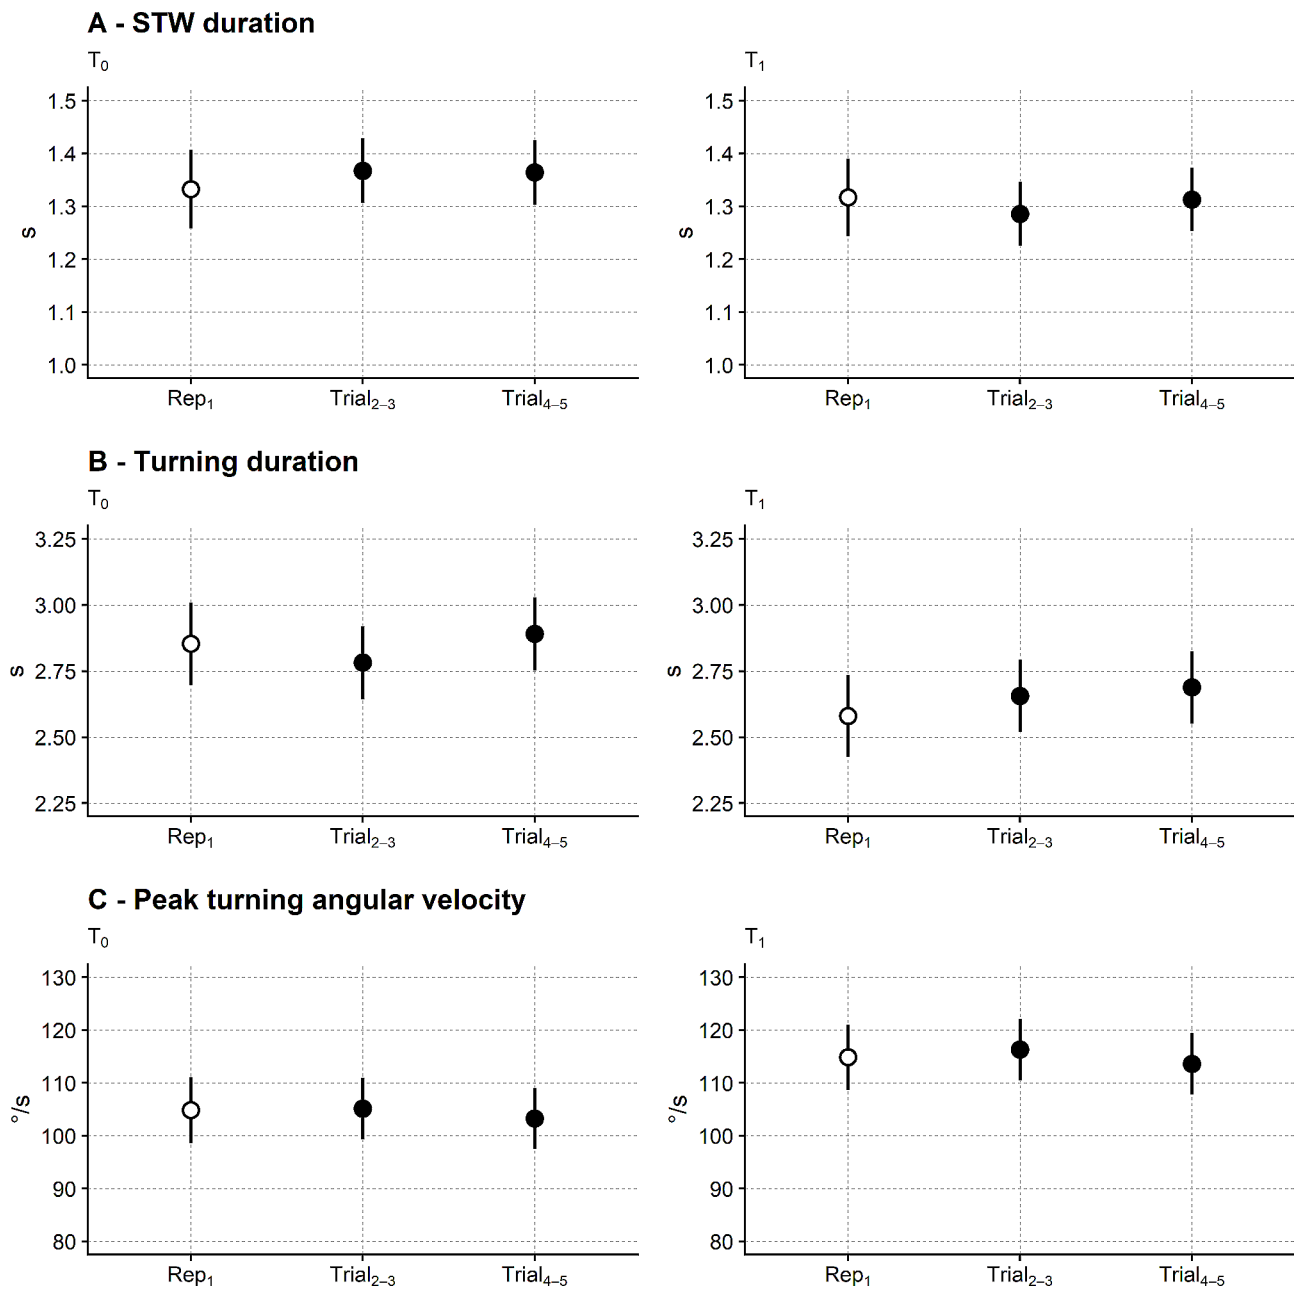 A - STW duration
T0
T1
s
1.5
1.4
1.3
1.2
1.1
1.0
Rep1 Trial2–3 Trial4–5
s
1.5
1.4
1.3
1.2
1.1
1.0
Rep1 Trial2–3 Trial4–5
B - Turning duration
T0
T1
s
3.25
3.00
2.75
2.50
2.25
Rep1 Trial2–3 Trial4–5
s
3.25
3.00
2.75
2.50
2.25
Rep1 Trial2–3 Trial4–5
C - Peak turning angular velocity
T0
T1
°/s
130
120
110
100
90
80
Rep1 Trial2–3 Trial4–5
°/s
130
120
110
100
90
80
Rep1 Trial2–3 Trial4–5